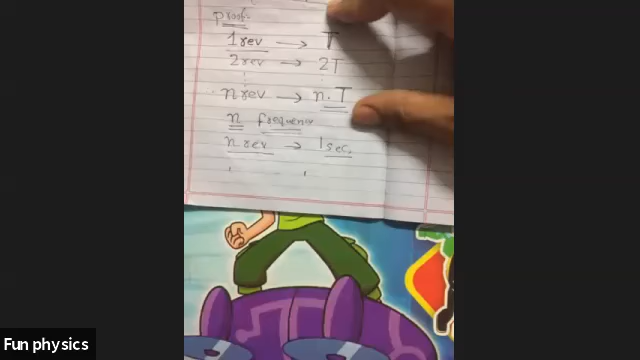 proof:
1 rev → T
2 rev → 2T
n rev → n. T
n frequency
n rev → 1 sec.
Fun physics